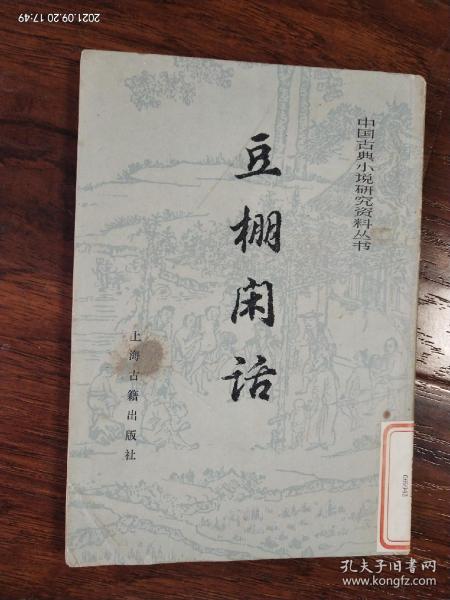 2021.09.20 17:49
中国古典小说研究资料丛书
豆棚闲话
上海古籍出版社
孔夫子旧书网
www.kongfz.com